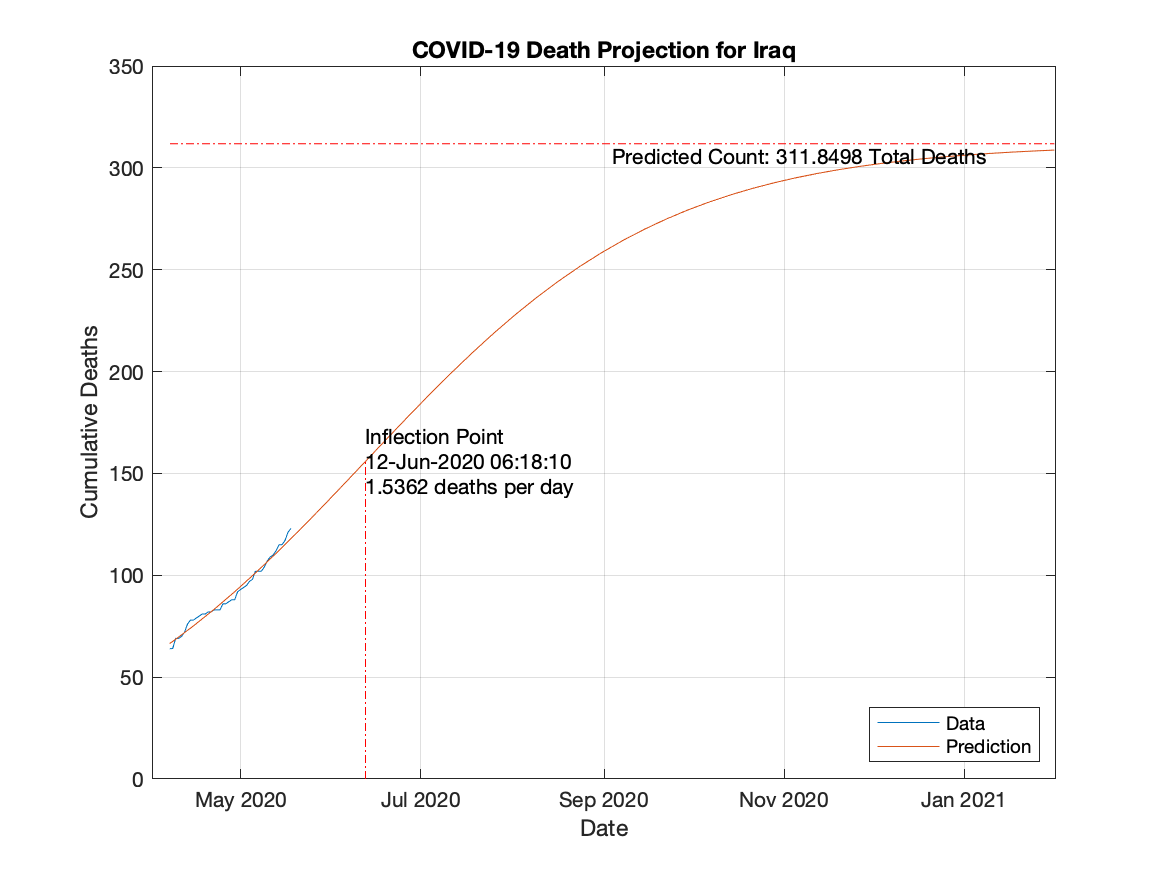 COVID-19 Death Projection for Iraq
350
300
250
200
150
100
50
0
Cumulative Deaths
Predicted Count: 311.8498 Total Deaths
Inflection Point
12-Jun-2020 06:18:10
1.5362 deaths per day
Data
Prediction
May 2020
Jul 2020
Sep 2020
Nov 2020
Jan 2021
Date